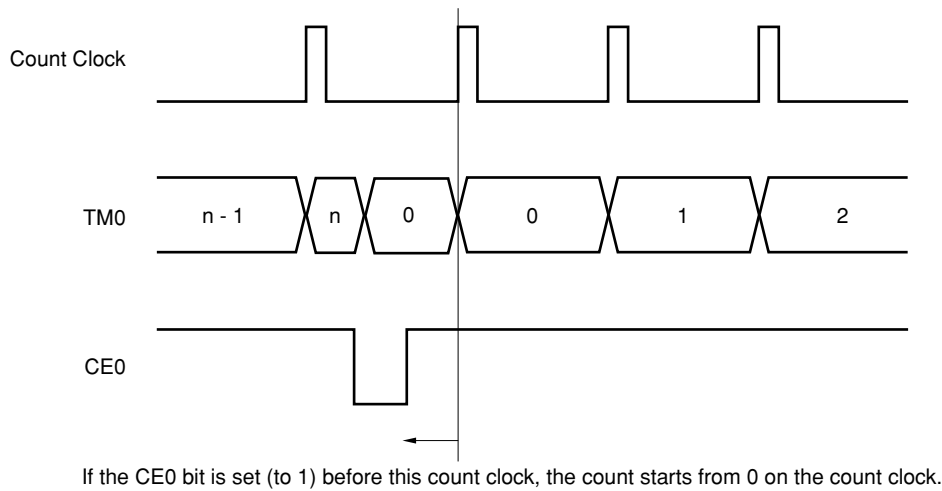 Count Clock
TM0
n - 1
n
0
0
1
2
CE0
If the CE0 bit is set (to 1) before this count clock, the count starts from 0 on the count clock.